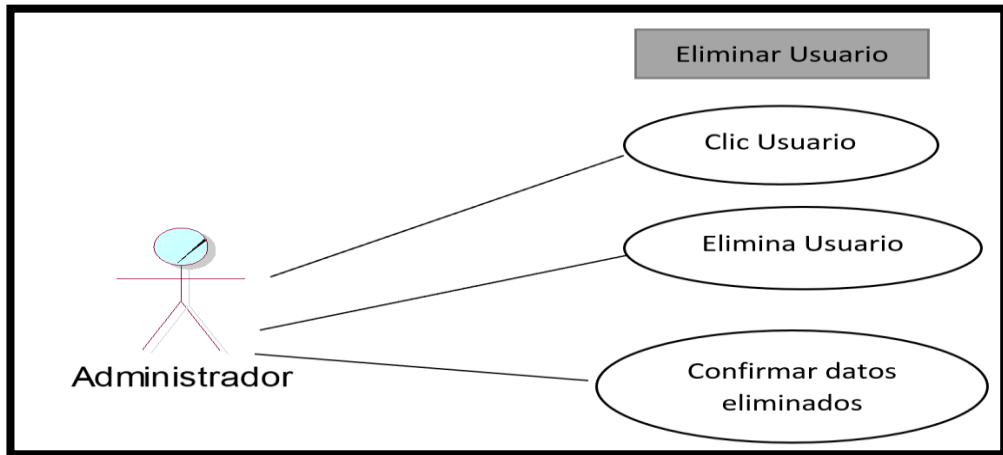 Eliminar Usuario
Clic Usuario
Elimina Usuario
Administrador
Confirmar datos
eliminados